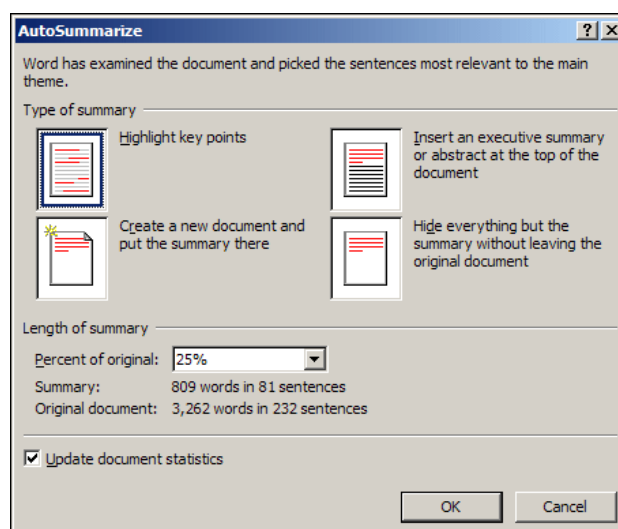 AutoSummarize
Word has examined the document and picked the sentences most relevant to the main
theme.
Type of summary
Highlight key points
Insert an executive summary
or abstract at the top of the
document
Create a new document and
put the summary there
Hide everything but the
summary without leaving the
original document
Length of summary
Percent of original: 25%
Summary: 809 words in 81 sentences
Original document: 3,262 words in 232 sentences
Update document statistics
OK Cancel